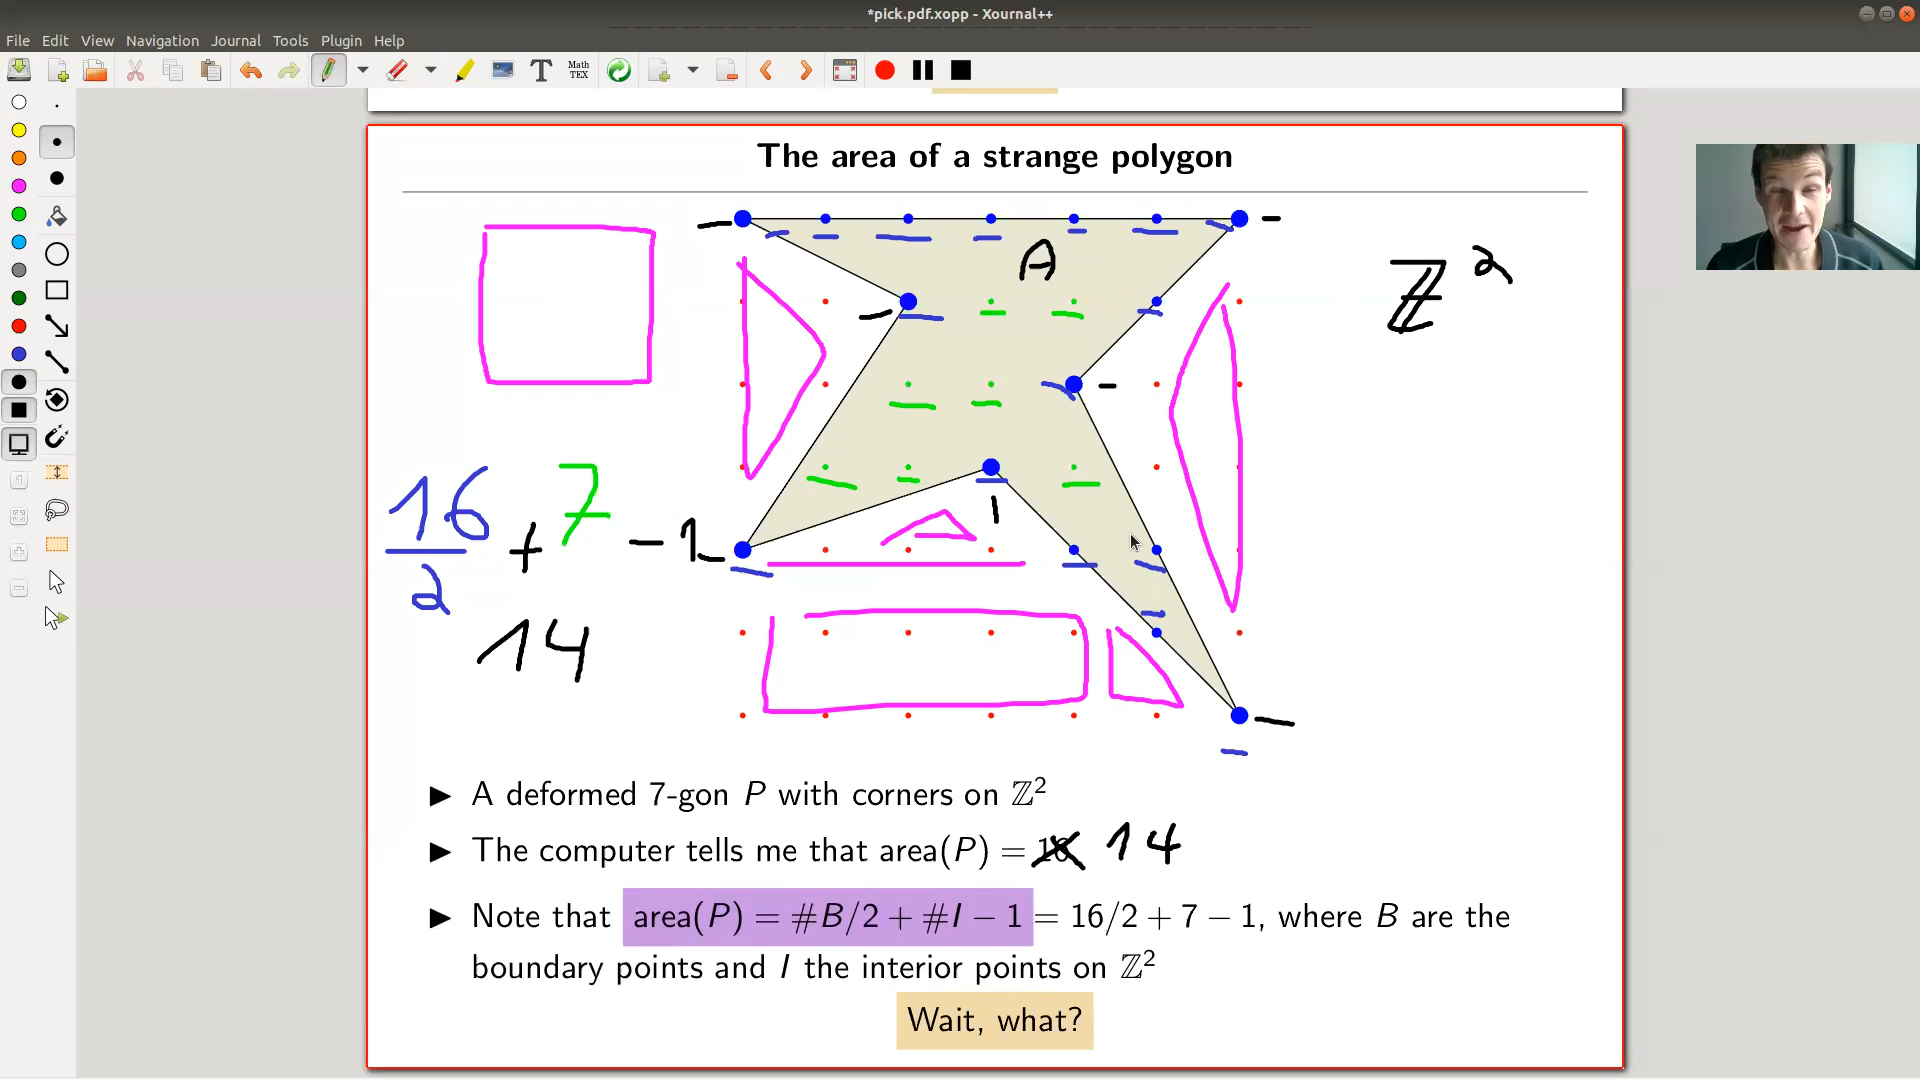 *pick.pdf.xopp - Xournal++
File Edit View Navigation Journal Tools Plugin Help
T Math TEX
The area of a strange polygon
A
ℤ²
16/2 + 7 - 1
14
▶ A deformed 7-gon P with corners on ℤ²
▶ The computer tells me that area(P) = 14
▶ Note that area(P) = #B/2 + #I − 1 = 16/2 + 7 − 1, where B are the
boundary points and I the interior points on ℤ²
Wait, what?